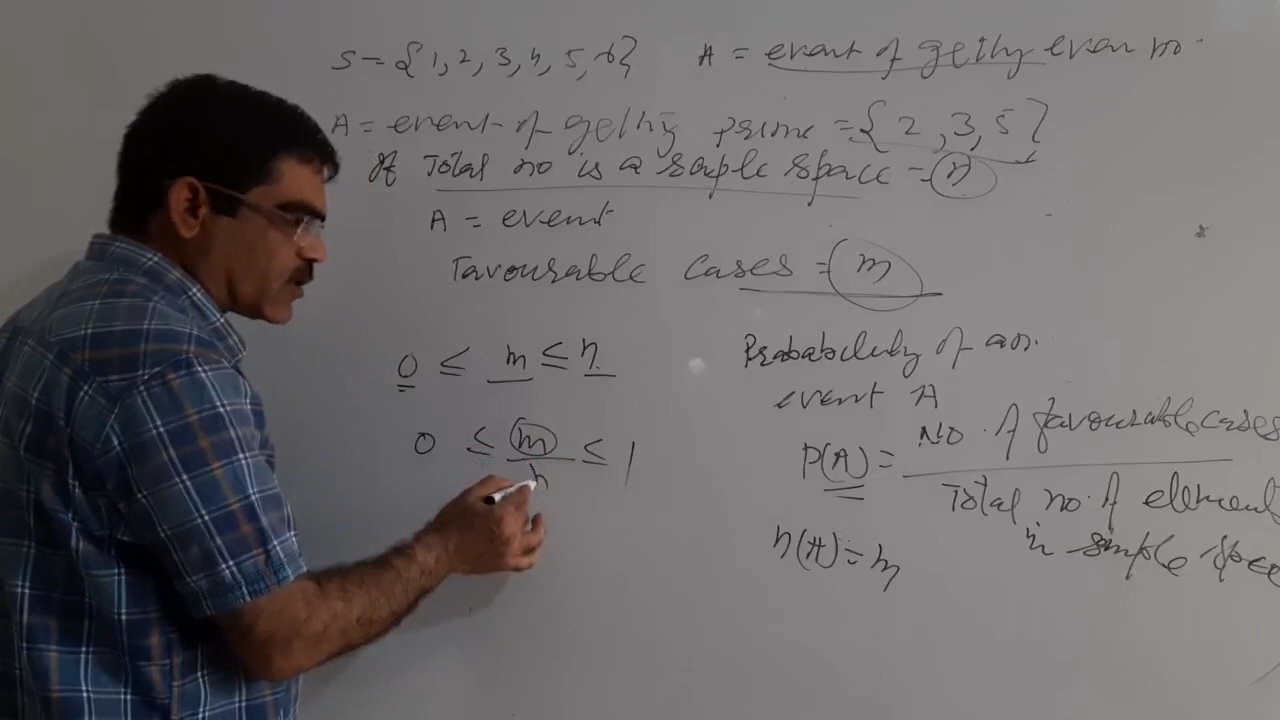 S = {1, 2, 3, 4, 5, 6} A = event of getting even no.
A = event of getting prime = {2, 3, 5}
If Total no is a sample space = n
A = event
Favourable cases = m
0 ≤ m ≤ n
0 ≤ m/n ≤ 1
Probability of an
event A
P(A) = No. of favourable cases
Total no. of element
in sample space
n(A) = m